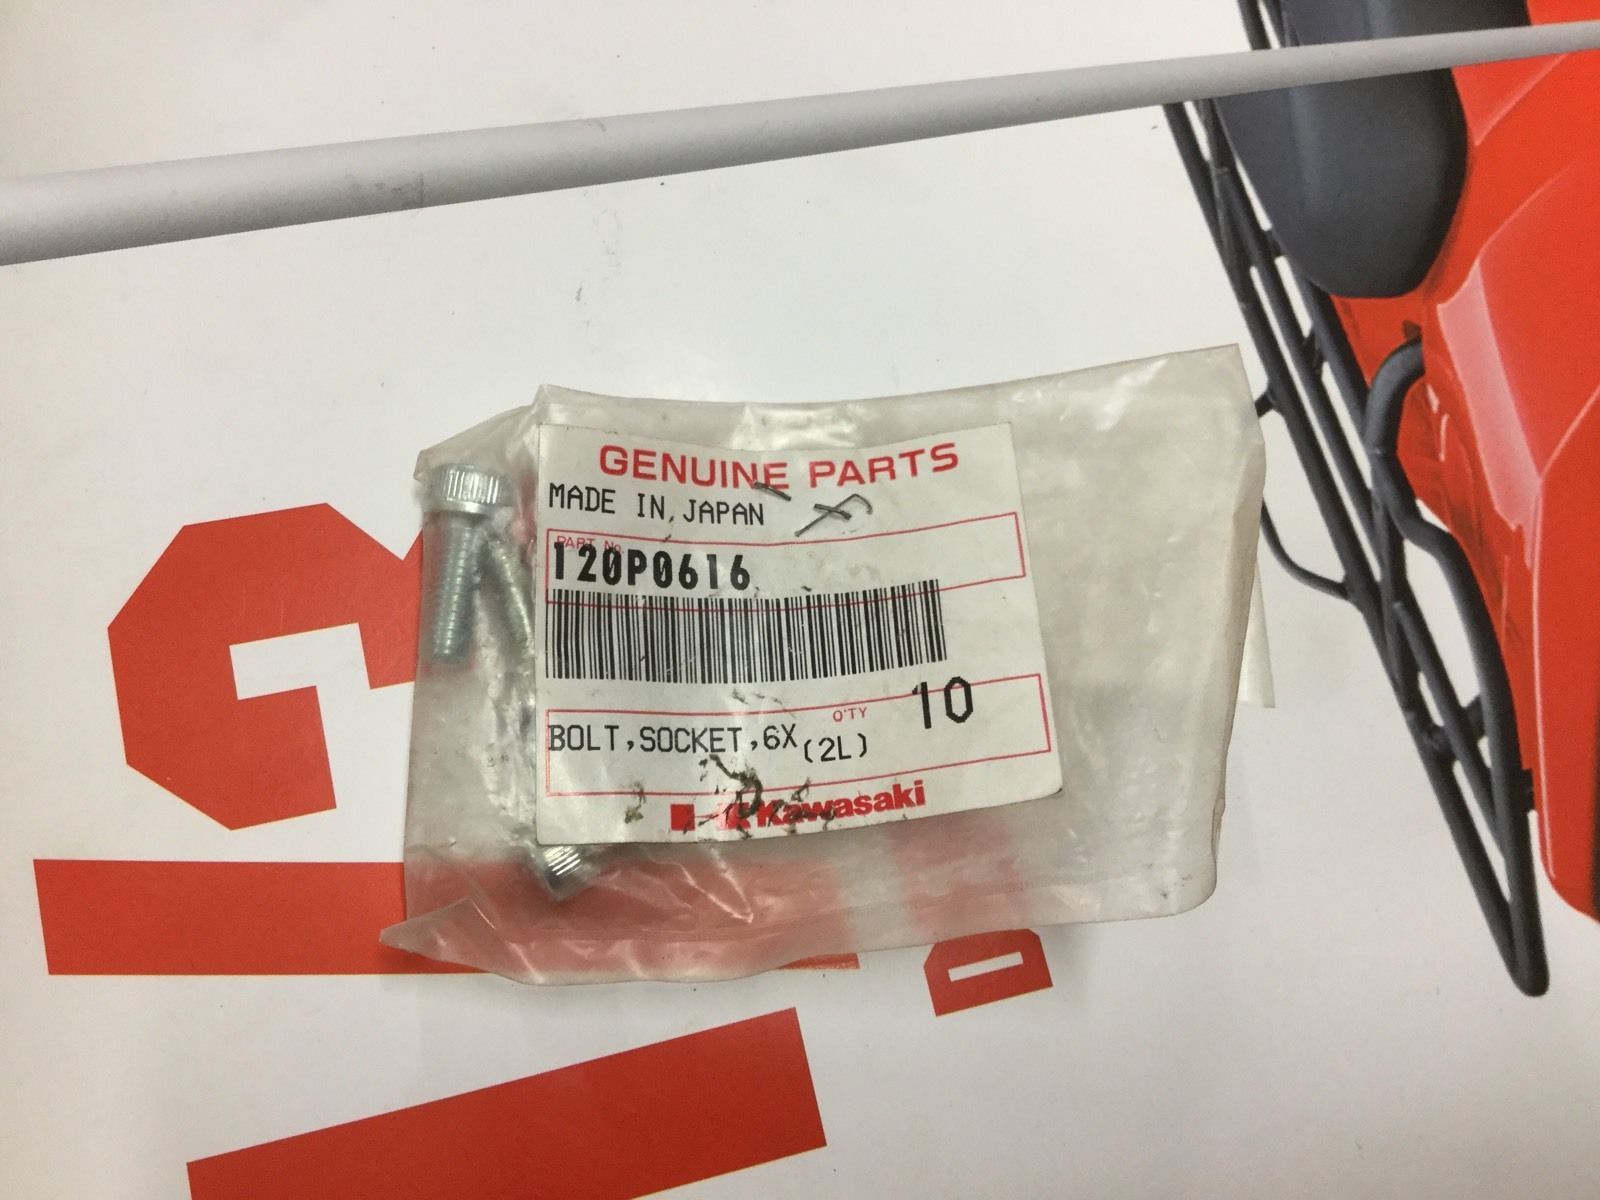 GENUINE PARTS
MADE IN JAPAN
PART No.
120P0616
Q'TY 10
BOLT,SOCKET,6X (2L)
Kawasaki